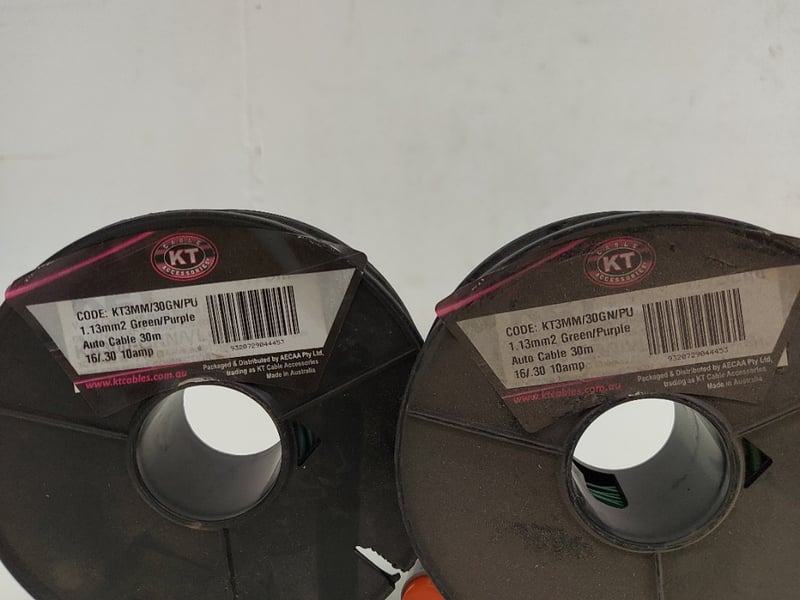 CABLE
KT
ACCESSORIES
CODE: KT3MM/30GN/PU
1.13mm2 Green/Purple
Auto Cable 30m
16/.30 10amp
9320729044453
www.ktcables.com.au
Packaged & Distributed by AECAA Pty Ltd,
trading as KT Cable Accessories
Made in Australia
CABLE
KT
ACCESSORIES
CODE: KT3MM/30GN/PU
1.13mm2 Green/Purple
Auto Cable 30m
16/.30 10amp
9320729044453
www.ktcables.com.au
Packaged & Distributed by AECAA Pty Ltd,
trading as KT Cable Accessories
Made in Australia